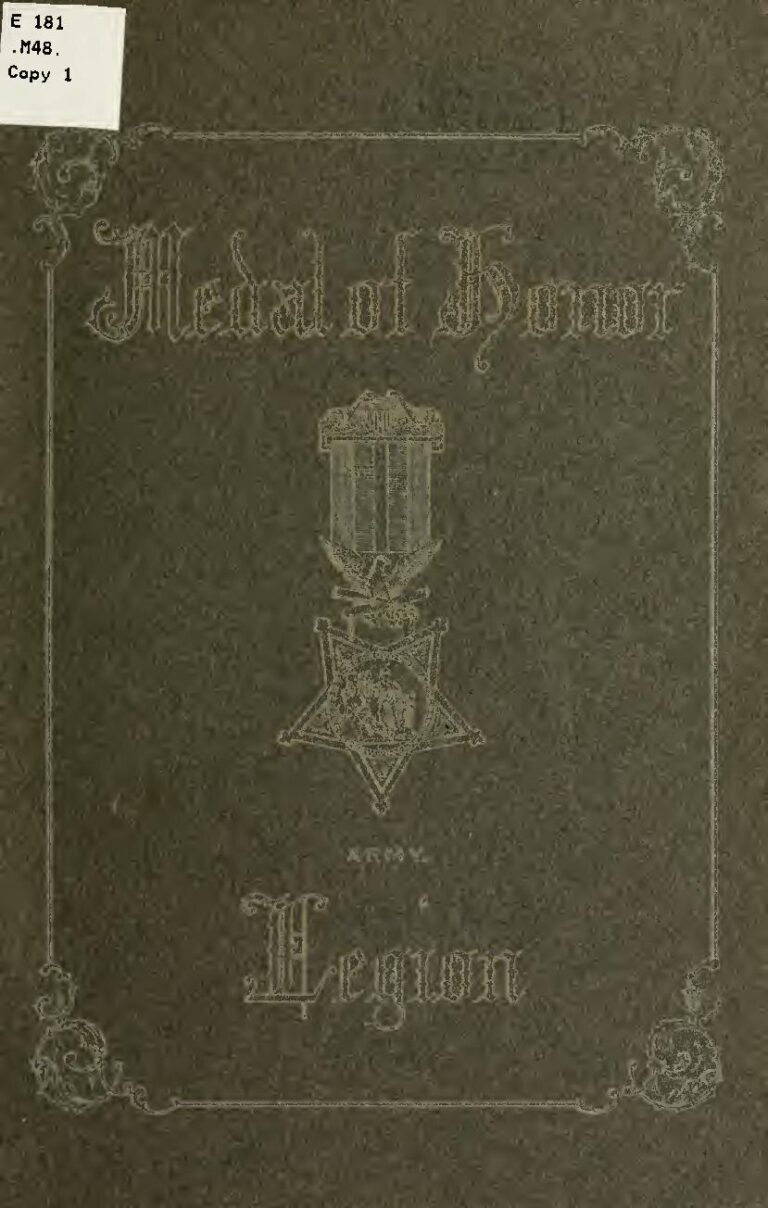 E 181
.M48.
Copy 1
Medal of Honor
ARMY.
Legion